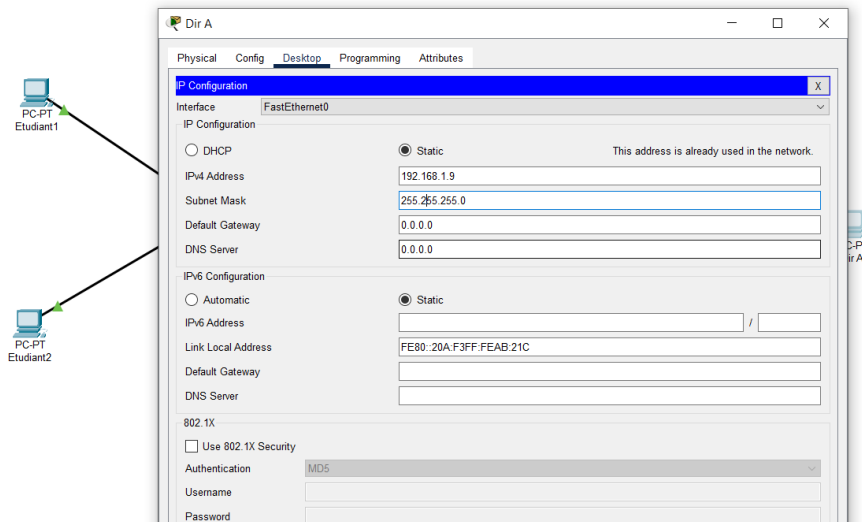 Dir A
Physical Config Desktop Programming Attributes
IP Configuration X
Interface FastEthernet0
IP Configuration
DHCP Static This address is already used in the network.
IPv4 Address 192.168.1.9
Subnet Mask 255.255.255.0
Default Gateway 0.0.0.0
DNS Server 0.0.0.0
IPv6 Configuration
Automatic Static
IPv6 Address /
Link Local Address FE80::20A:F3FF:FEAB:21C
Default Gateway
DNS Server
802.1X
Use 802.1X Security
Authentication MD5
Username
Password
PC-PT
Etudiant1
PC-PT
Etudiant2